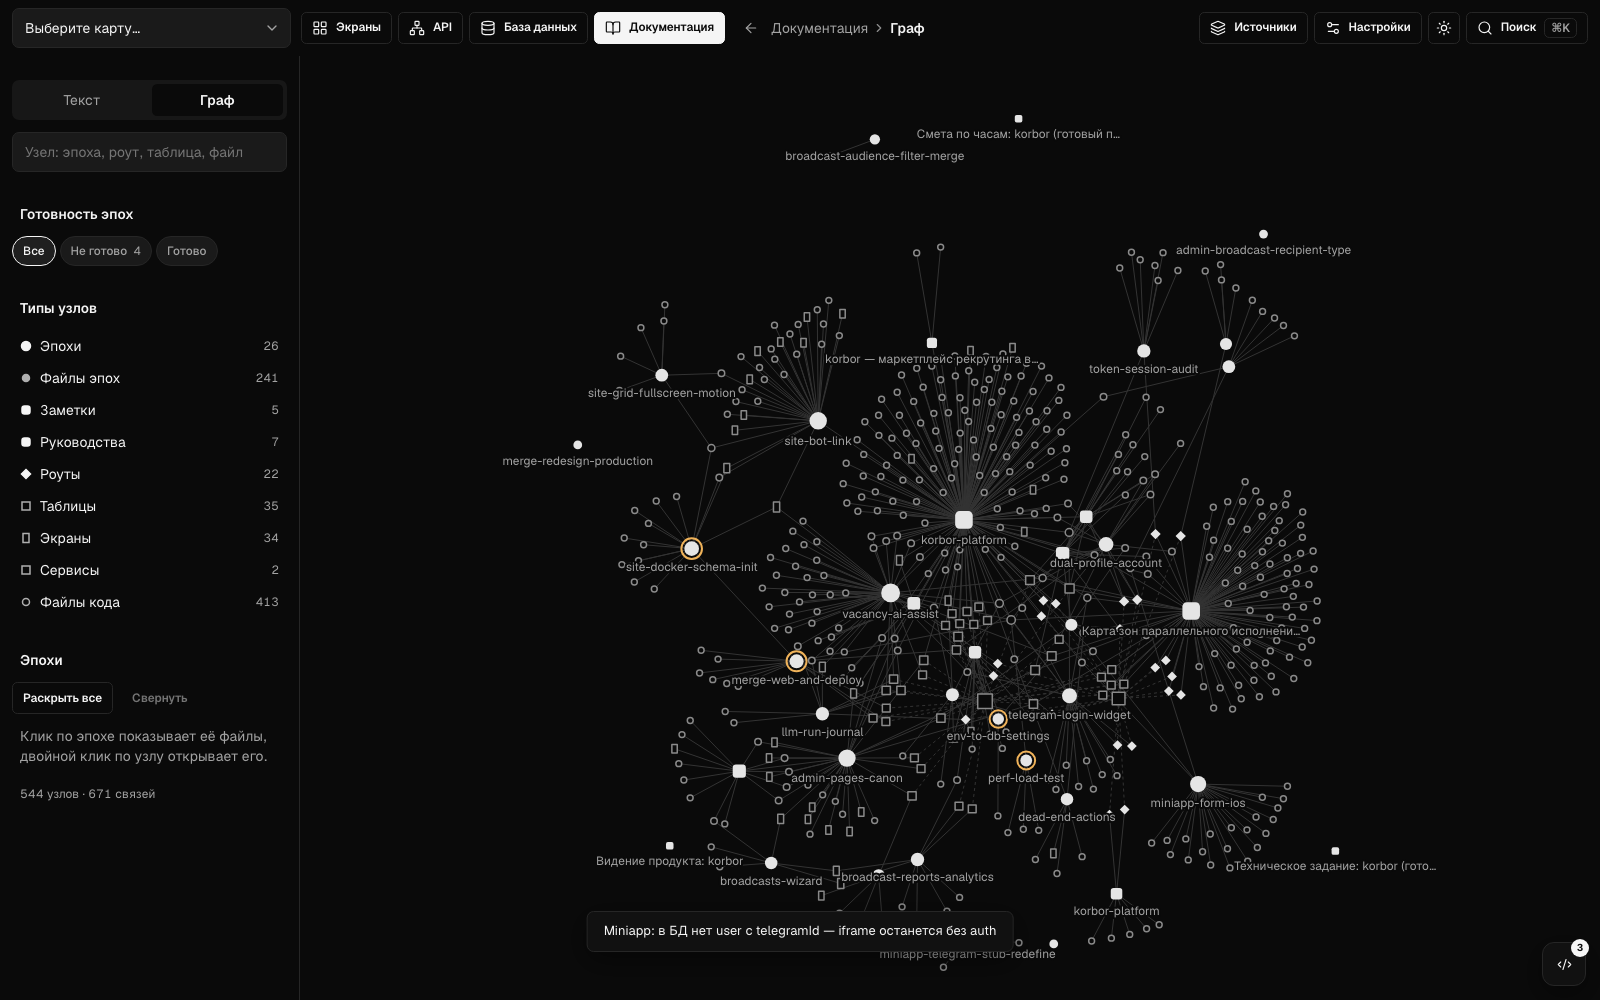 Выберите карту…
Экраны
API
База данных
Документация
Документация > Граф
Источники
Настройки
Поиск ⌘K
Текст
Граф
Узел: эпоха, роут, таблица, файл
Готовность эпох
Все
Не готово 4
Готово
Типы узлов
Эпохи 26
Файлы эпох 241
Заметки 5
Руководства 7
Роуты 22
Таблицы 35
Экраны 34
Сервисы 2
Файлы кода 413
Эпохи
Раскрыть все
Свернуть
Клик по эпохе показывает её файлы,
двойной клик по узлу открывает его.
544 узлов · 671 связей
Смета по часам: korbor (готовый п…
broadcast-audience-filter-merge
admin-broadcast-recipient-type
korbor — маркетплейс рекрутинга в…
token-session-audit
site-grid-fullscreen-motion
site-bot-link
merge-redesign-production
korbor-platform
dual-profile-account
site-docker-schema-init
vacancy-ai-assist
Карта зон параллельного исполнени…
merge-web-and-deploy
telegram-login-widget
llm-run-journal
env-to-db-settings
admin-pages-canon
perf-load-test
miniapp-form-ios
dead-end-actions
Видение продукта: korbor
Техническое задание: korbor (гото…
broadcasts-wizard
broadcast-reports-analytics
korbor-platform
Miniapp: в БД нет user с telegramId — iframe останется без auth
miniapp-telegram-stub-redefine
3